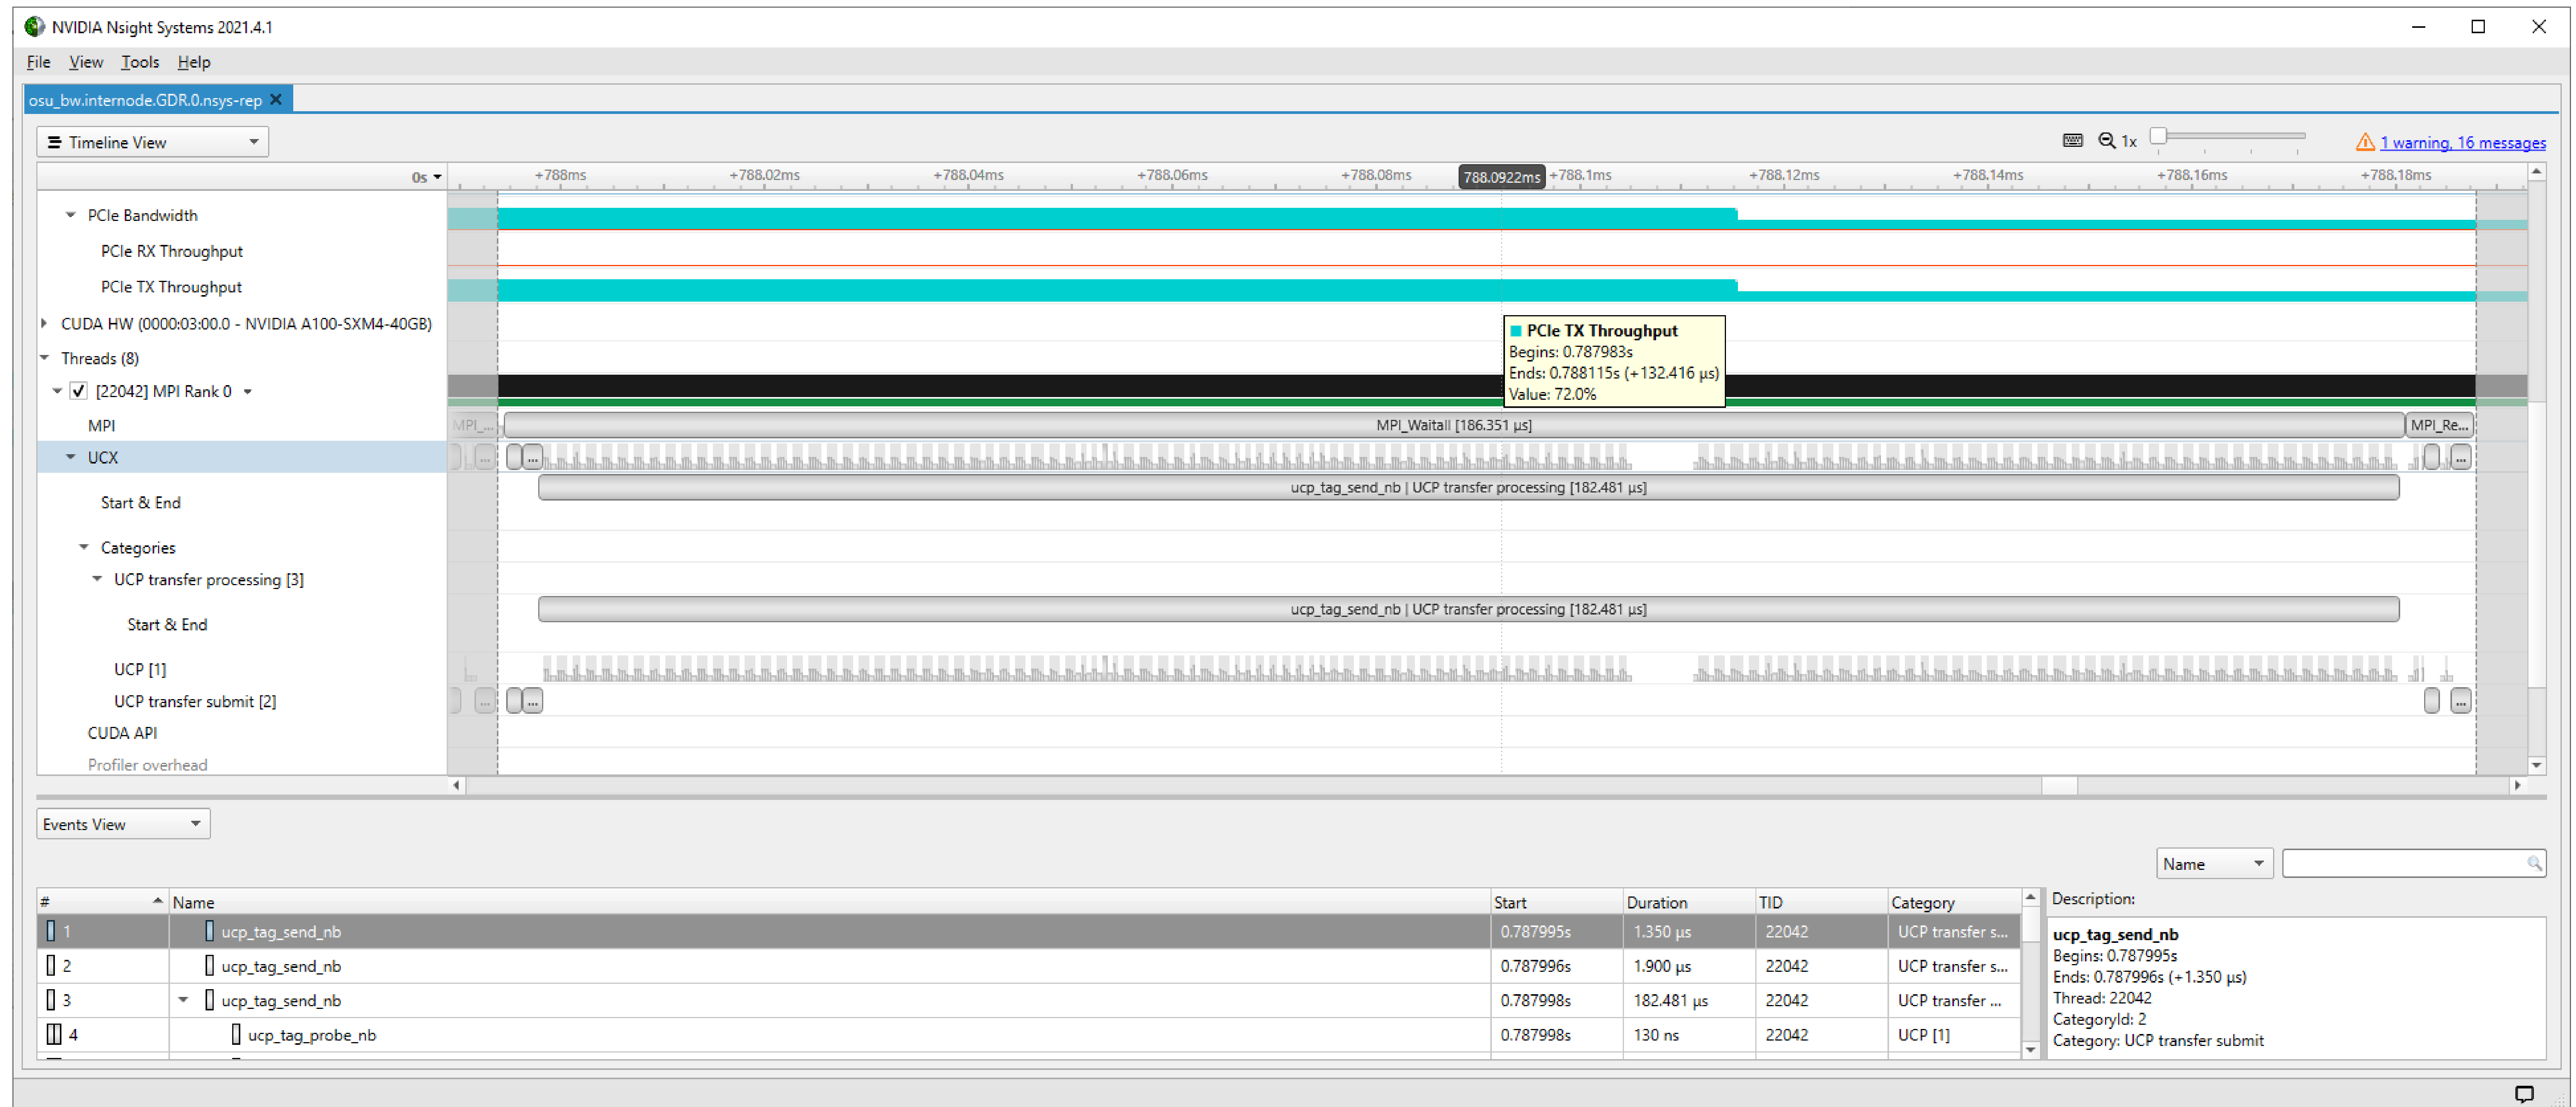 NVIDIA Nsight Systems 2021.4.1
File View Tools Help
osu_bw.internode.GDR.0.nsys-rep
Timeline View
1x
1 warning, 16 messages
0s
+788ms
+788.02ms
+788.04ms
+788.06ms
+788.08ms
788.0922ms
+788.1ms
+788.12ms
+788.14ms
+788.16ms
+788.18ms
PCIe Bandwidth
PCIe RX Throughput
PCIe TX Throughput
CUDA HW (0000:03:00.0 - NVIDIA A100-SXM4-40GB)
PCIe TX Throughput
Begins: 0.787983s
Ends: 0.788115s (+132.416 μs)
Value: 72.0%
Threads (8)
[22042] MPI Rank 0
MPI
MPI_...
MPI_Waitall [186.351 μs]
MPI_Re...
UCX
...
...
...
Start & End
ucp_tag_send_nb | UCP transfer processing [182.481 μs]
Categories
UCP transfer processing [3]
Start & End
ucp_tag_send_nb | UCP transfer processing [182.481 μs]
UCP [1]
UCP transfer submit [2]
...
...
...
CUDA API
Profiler overhead
Events View
Name
# Name Start Duration TID Category
1 ucp_tag_send_nb 0.787995s 1.350 μs 22042 UCP transfer s...
2 ucp_tag_send_nb 0.787996s 1.900 μs 22042 UCP transfer s...
3 ucp_tag_send_nb 0.787998s 182.481 μs 22042 UCP transfer ...
4 ucp_tag_probe_nb 0.787998s 130 ns 22042 UCP [1]
Description:
ucp_tag_send_nb
Begins: 0.787995s
Ends: 0.787996s (+1.350 μs)
Thread: 22042
CategoryId: 2
Category: UCP transfer submit